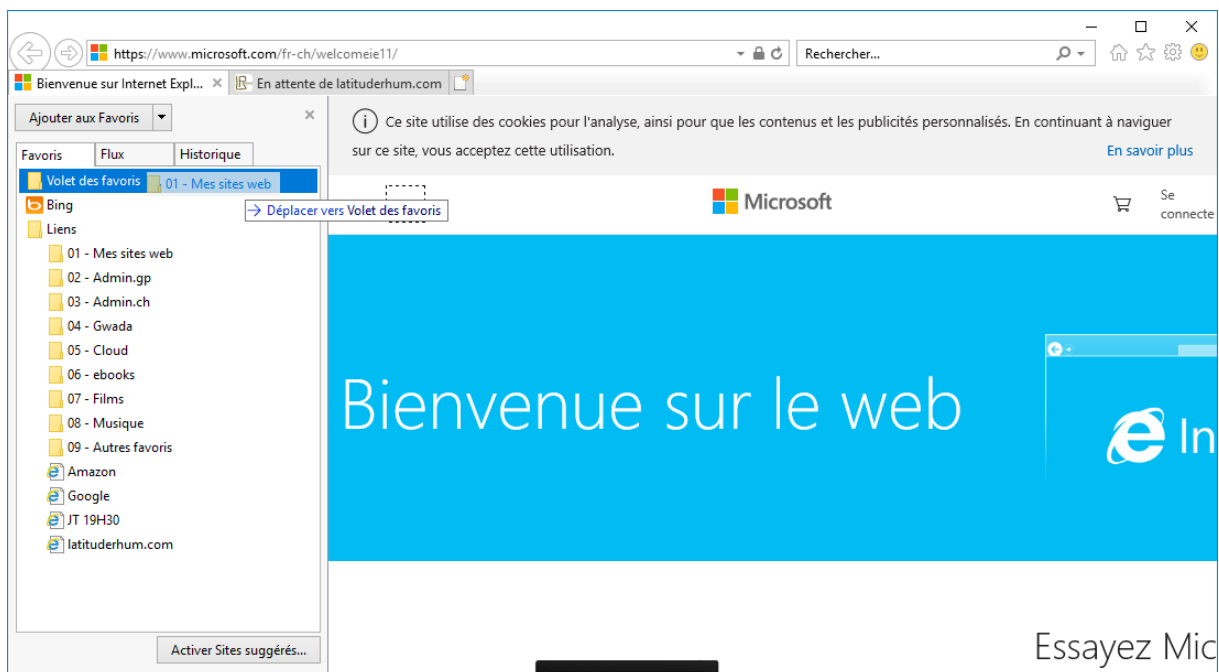 https://www.microsoft.com/fr-ch/welcomeie11/
Rechercher...
Bienvenue sur Internet Expl...
En attente de latituderhum.com
Ajouter aux Favoris
Favoris
Flux
Historique
Volet des favoris
01 - Mes sites web
→ Déplacer vers Volet des favoris
Bing
Liens
01 - Mes sites web
02 - Admin.gp
03 - Admin.ch
04 - Gwada
05 - Cloud
06 - ebooks
07 - Films
08 - Musique
09 - Autres favoris
Amazon
Google
JT 19H30
latituderhum.com
Activer Sites suggérés...
Ce site utilise des cookies pour l'analyse, ainsi pour que les contenus et les publicités personnalisés. En continuant à naviguer
sur ce site, vous acceptez cette utilisation.
En savoir plus
Microsoft
Se
connecte
Bienvenue sur le web
In
Essayez Mic